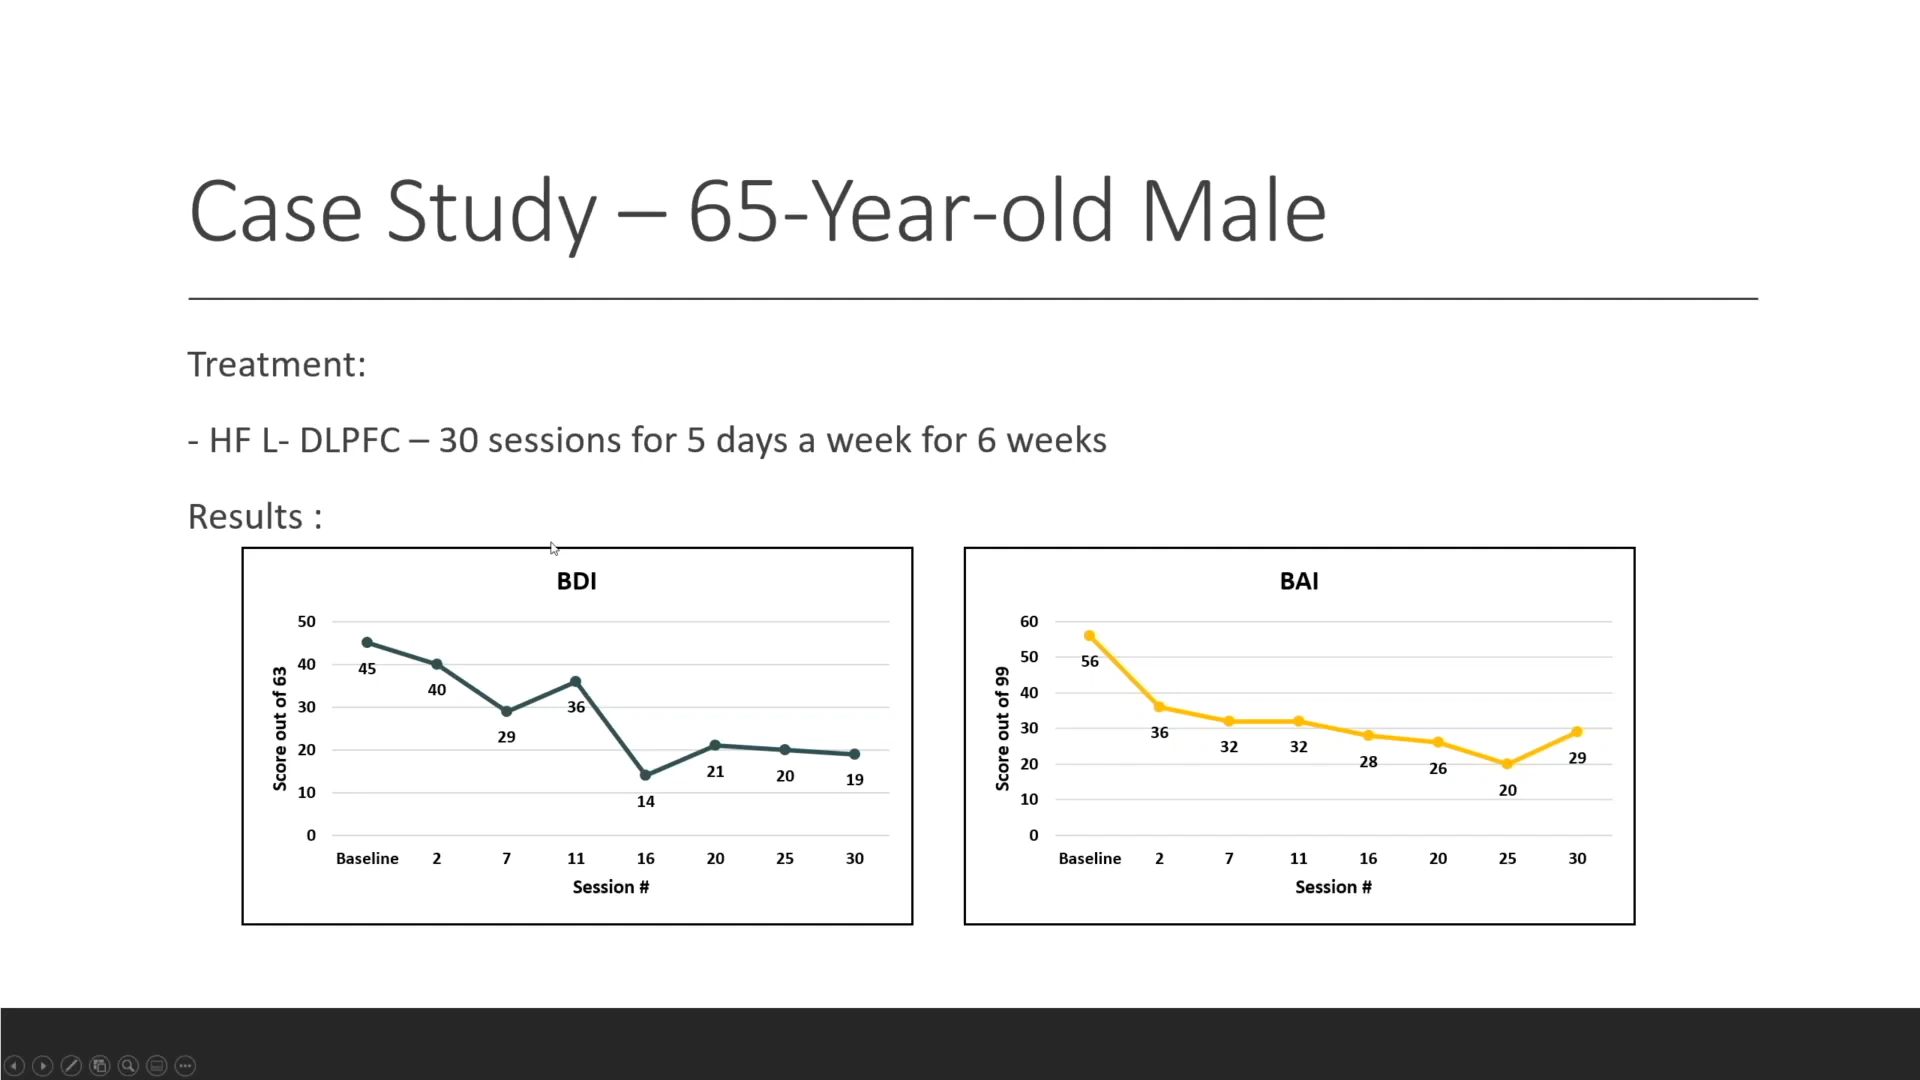 Case Study – 65-Year-old Male
Treatment:
- HF L- DLPFC – 30 sessions for 5 days a week for 6 weeks
Results :
BDI
Score out of 63
50
40
30
20
10
0
45
40
29
36
14
21
20
19
Baseline 2 7 11 16 20 25 30
Session #
BAI
Score out of 99
60
50
40
30
20
10
0
56
36
32
32
28
26
20
29
Baseline 2 7 11 16 20 25 30
Session #